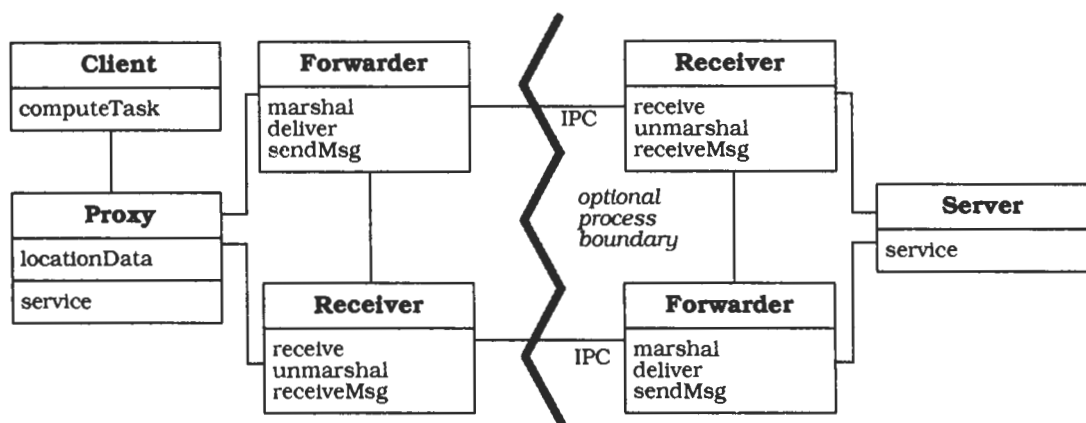 Client
computeTask
Forwarder
marshal
deliver
sendMsg
IPC
Receiver
receive
unmarshal
receiveMsg
Proxy
locationData
service
optional
process
boundary
Server
service
Receiver
receive
unmarshal
receiveMsg
IPC
Forwarder
marshal
deliver
sendMsg